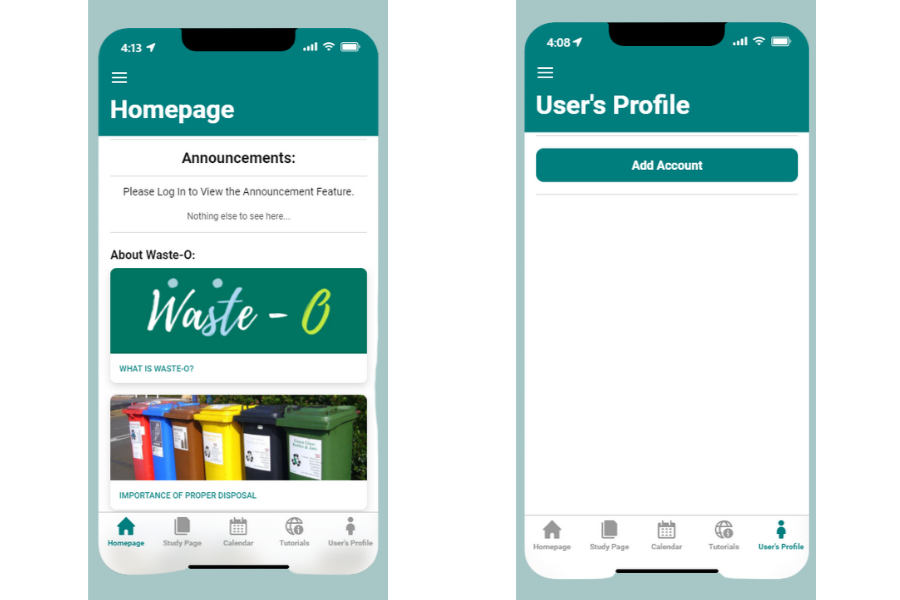 4:13
Homepage
Announcements:
Please Log In to View the Announcement Feature.
Nothing else to see here...
About Waste-O:
Waste - O
WHAT IS WASTE-O?
IMPORTANCE OF PROPER DISPOSAL
Homepage
Study Page
Calendar
Tutorials
User's Profile
4:08
User's Profile
Add Account
Homepage
Study Page
Calendar
Tutorials
User's Profile